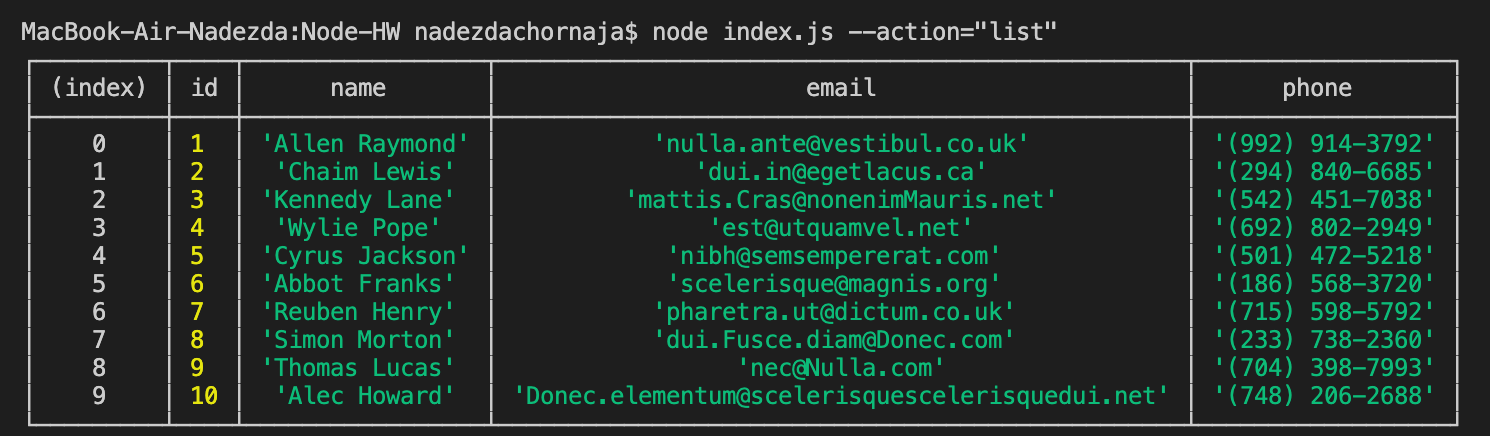 MacBook-Air-Nadezda:Node-HW nadezdachornaja$ node index.js --action="list"
(index) id name email phone
0 1 'Allen Raymond' 'nulla.ante@vestibul.co.uk' '(992) 914-3792'
1 2 'Chaim Lewis' 'dui.in@egetlacus.ca' '(294) 840-6685'
2 3 'Kennedy Lane' 'mattis.Cras@nonenimMauris.net' '(542) 451-7038'
3 4 'Wylie Pope' 'est@utquamvel.net' '(692) 802-2949'
4 5 'Cyrus Jackson' 'nibh@semsempererat.com' '(501) 472-5218'
5 6 'Abbot Franks' 'scelerisque@magnis.org' '(186) 568-3720'
6 7 'Reuben Henry' 'pharetra.ut@dictum.co.uk' '(715) 598-5792'
7 8 'Simon Morton' 'dui.Fusce.diam@Donec.com' '(233) 738-2360'
8 9 'Thomas Lucas' 'nec@Nulla.com' '(704) 398-7993'
9 10 'Alec Howard' 'Donec.elementum@scelerisquescelerisquedui.net' '(748) 206-2688'